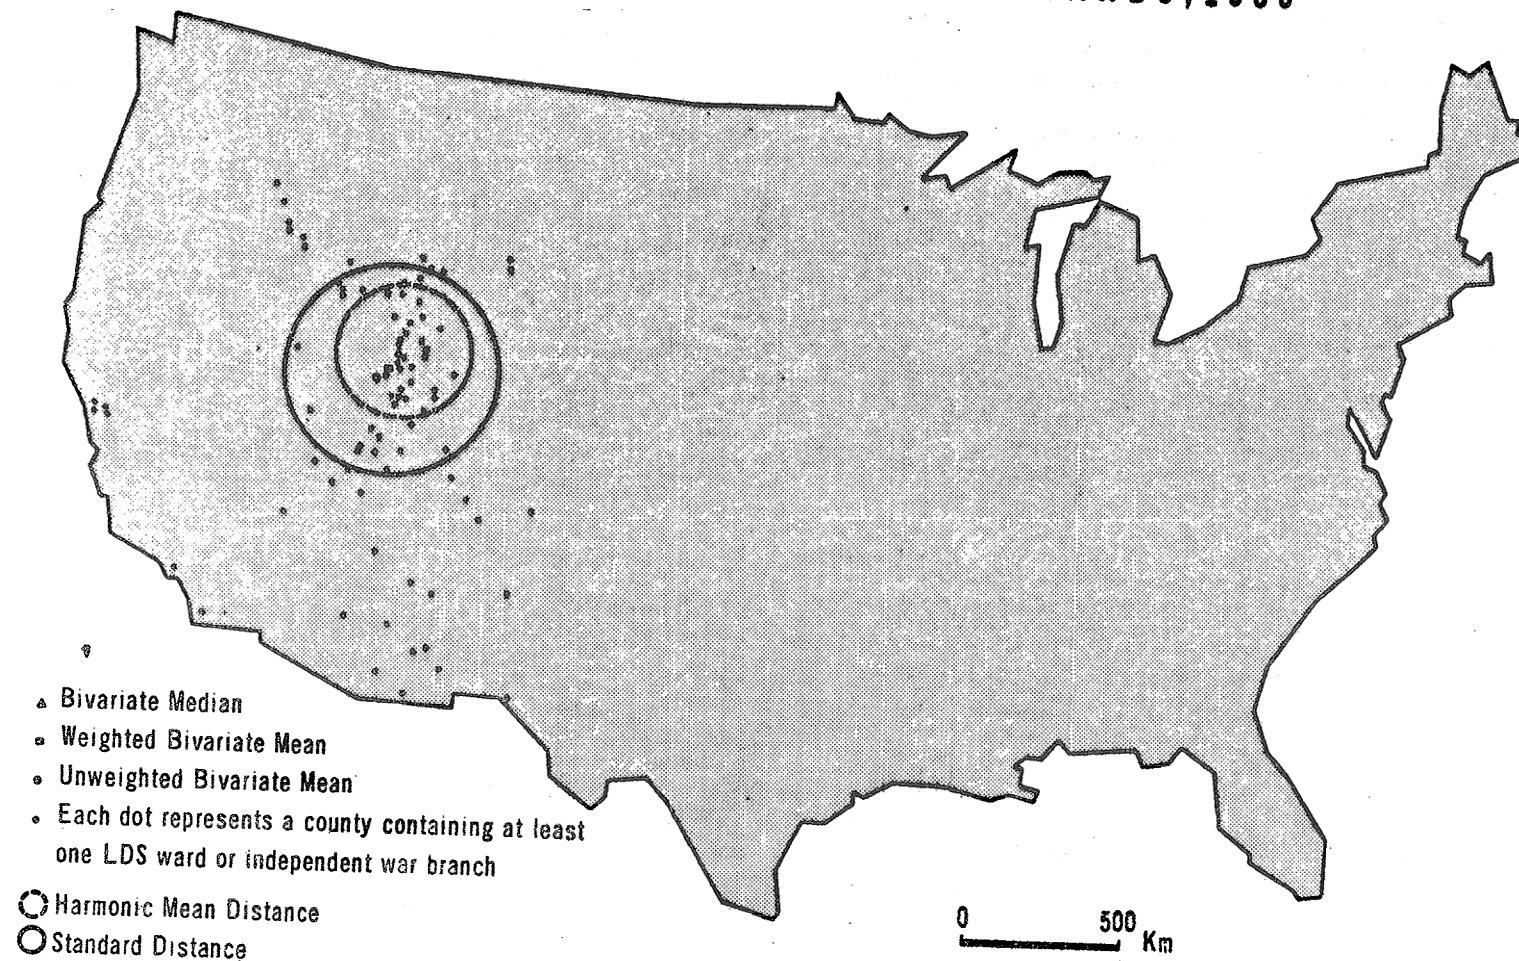 Bivariate Median
Weighted Bivariate Mean
Unweighted Bivariate Mean
Each dot represents a county containing at least
one LDS ward or independent war branch
Harmonic Mean Distance
Standard Distance
0 500 Km